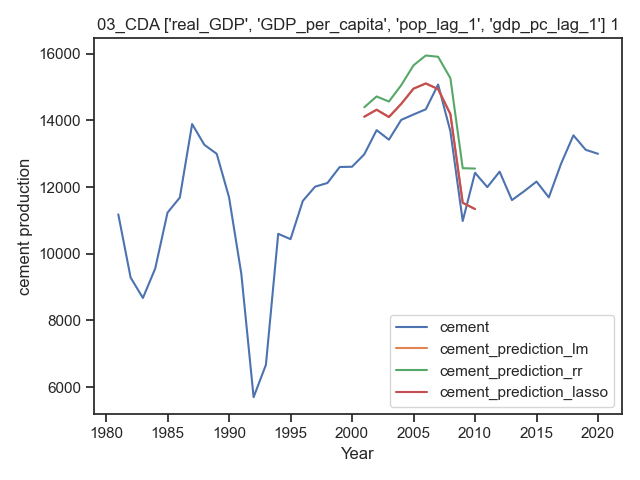 03_CDA ['real_GDP', 'GDP_per_capita', 'pop_lag_1', 'gdp_pc_lag_1'] 1
16000
14000
12000
10000
8000
6000
cement production
1980 1985 1990 1995 2000 2005 2010 2015 2020
Year
cement
cement_prediction_lm
cement_prediction_rr
cement_prediction_lasso